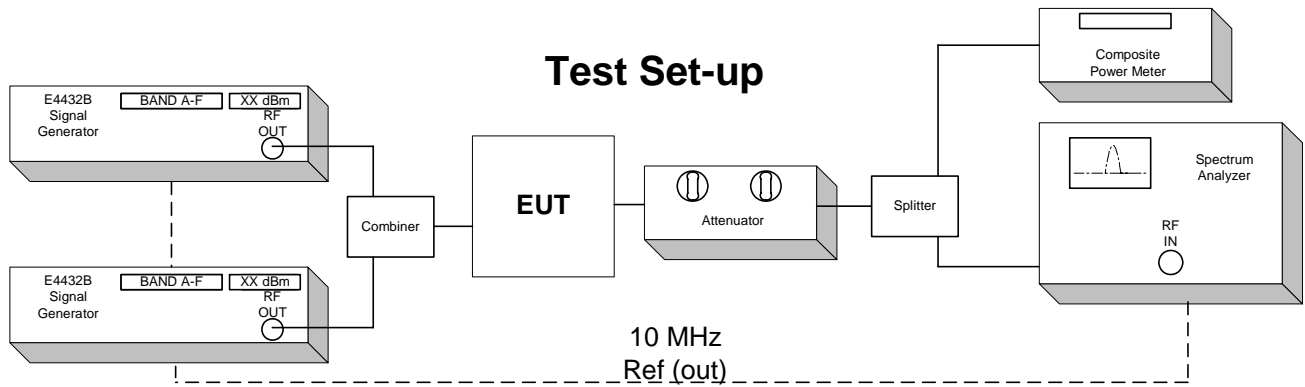 Test Set-up
E4432B
Signal
Generator
BAND A-F
XX dBm
RF
OUT
E4432B
Signal
Generator
BAND A-F
XX dBm
RF
OUT
Combiner
EUT
Attenuator
Splitter
Composite
Power Meter
Spectrum
Analyzer
RF
IN
10 MHz
Ref (out)